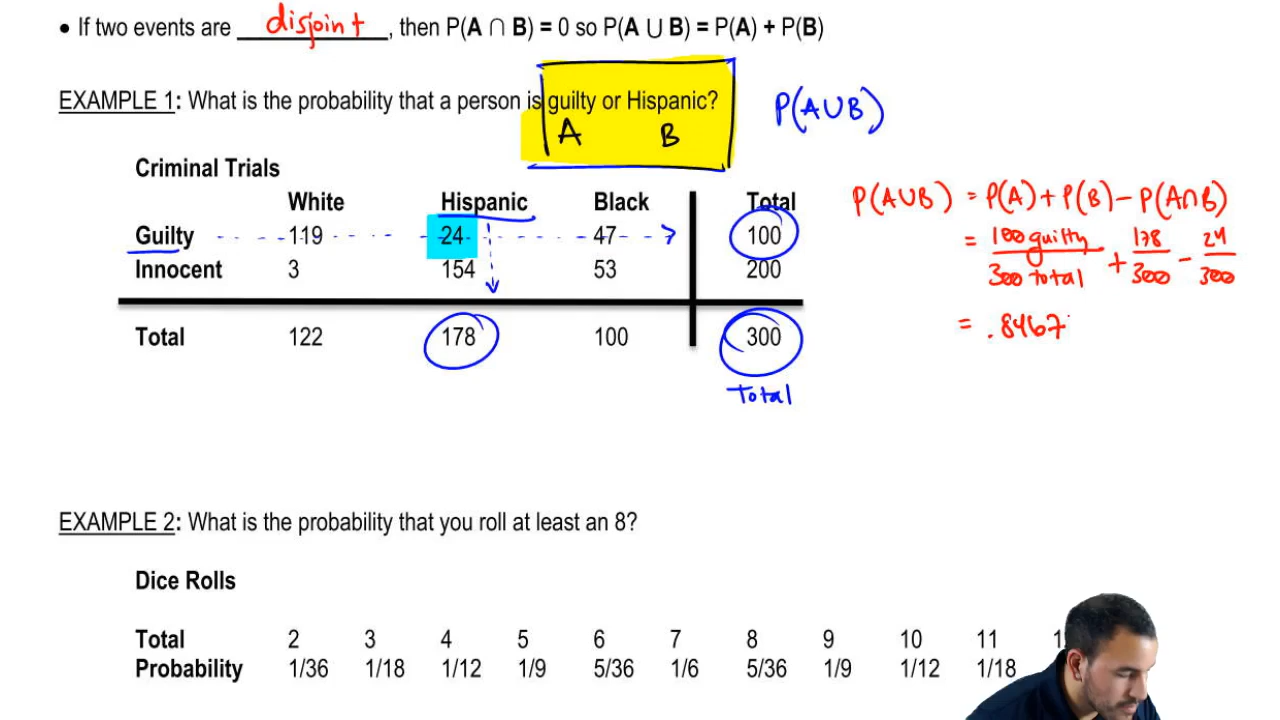 • If two events are disjoint, then P(A ∩ B) = 0 so P(A ∪ B) = P(A) + P(B)
EXAMPLE 1: What is the probability that a person is guilty or Hispanic?
A B
P(A∪B)
Criminal Trials
White Hispanic Black Total
Guilty 119 24 47 100
Innocent 3 154 53 200
Total 122 178 100 300
Total
P(A∪B) = P(A) + P(B) - P(A∩B)
= 100 guilty / 300 total + 178/300 - 24/300
= .8467
EXAMPLE 2: What is the probability that you roll at least an 8?
Dice Rolls
Total 2 3 4 5 6 7 8 9 10 11
Probability 1/36 1/18 1/12 1/9 5/36 1/6 5/36 1/9 1/12 1/18